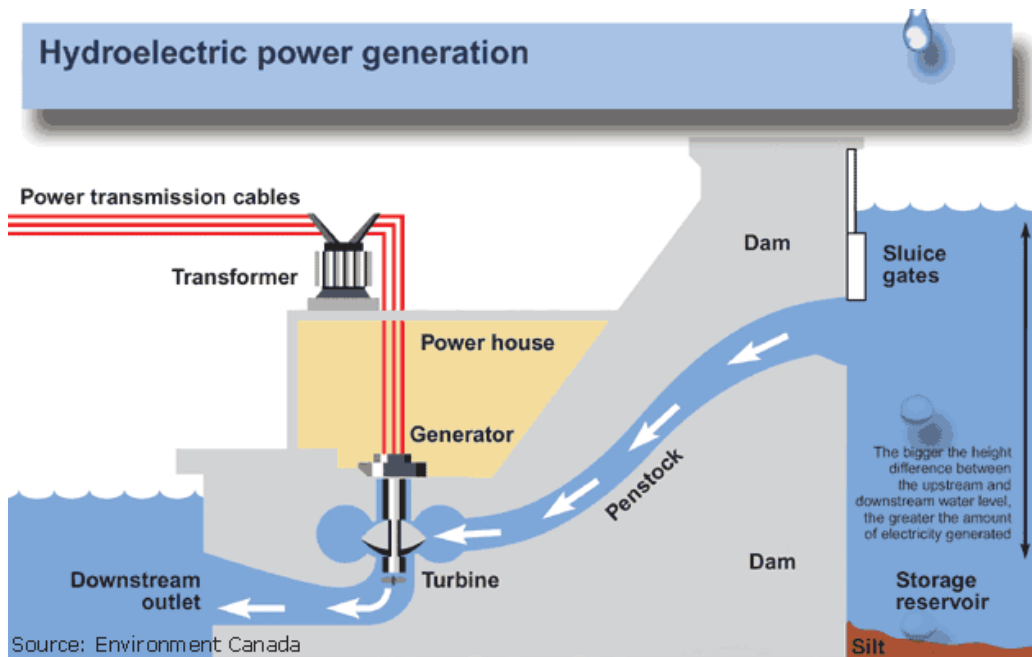 Hydroelectric power generation
Power transmission cables
Transformer
Dam
Sluice
gates
Power house
Generator
The bigger the height
difference between
the upstream and
downstream water level,
the greater the amount
of electricity generated
Penstock
Downstream
outlet
Turbine
Dam
Storage
reservoir
Source: Environment Canada
Silt